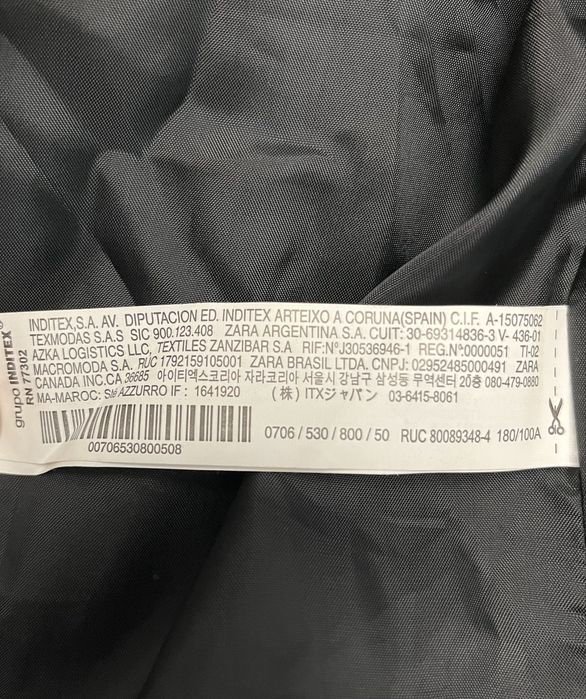 grupo INDITEX®
RN 77302
INDITEX,S.A. AV. DIPUTACION ED. INDITEX ARTEIXO A CORUNA(SPAIN) C.I.F. A-15075062
TEXMODAS S.A.S SIC 900.123.408 ZARA ARGENTINA S.A. CUIT: 30-69314836-3 V- 436-01
AZKA LOGISTICS LLC, TEXTILES ZANZIBAR S.A RIF:NºJ30536946-1 REG.Nº.0000051 TI-02
MACROMODA S.A. RUC 1792159105001 ZARA BRASIL LTDA. CNPJ: 02952485000491 ZARA
CANADA INC.CA 36685 아이티엑스코리아 자라코리아 서울시 강남구 삼성동 무역센터 20층 080-479-0880
MA-MAROC: Sté AZZURRO IF : 1641920 (株) ITXジャパン 03-6415-8061
0706 / 530 / 800 / 50 RUC 80089348-4 180/100A
00706530800508